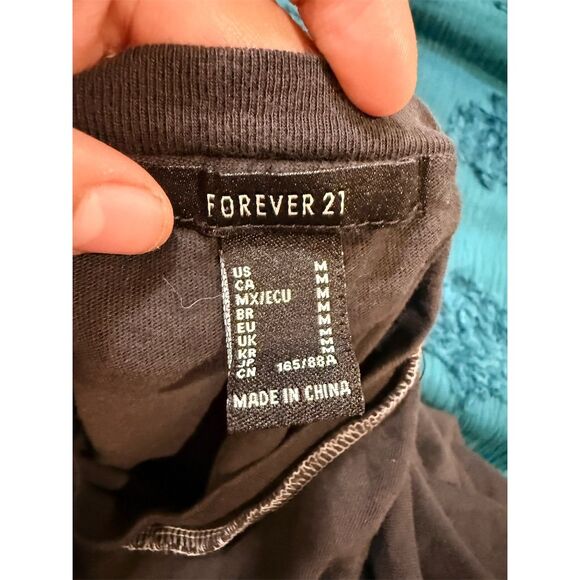 FOREVER 21
US M
CA M
MX/ECU M
BR M
EU M
UK M
KR M
JP M
CN 165/88A
MADE IN CHINA